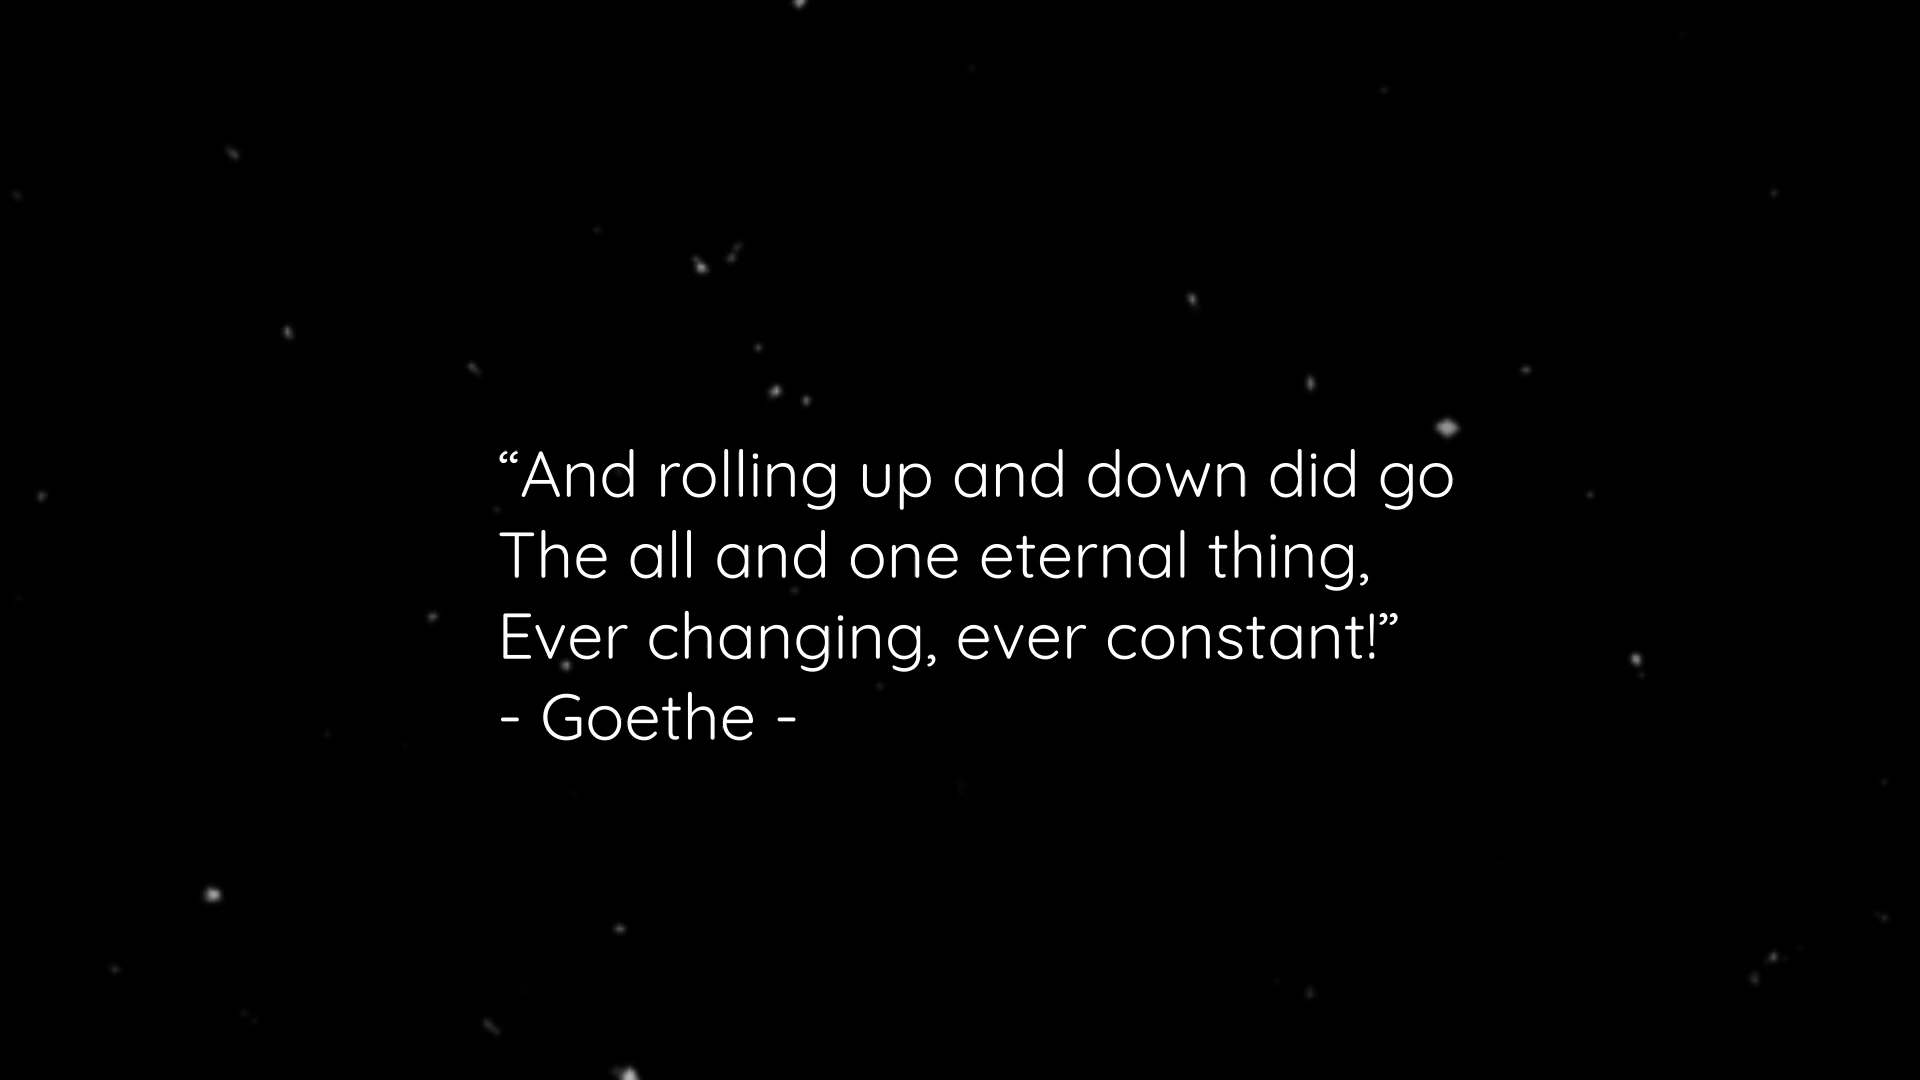 “And rolling up and down did go
The all and one eternal thing,
Ever changing, ever constant!”
- Goethe -